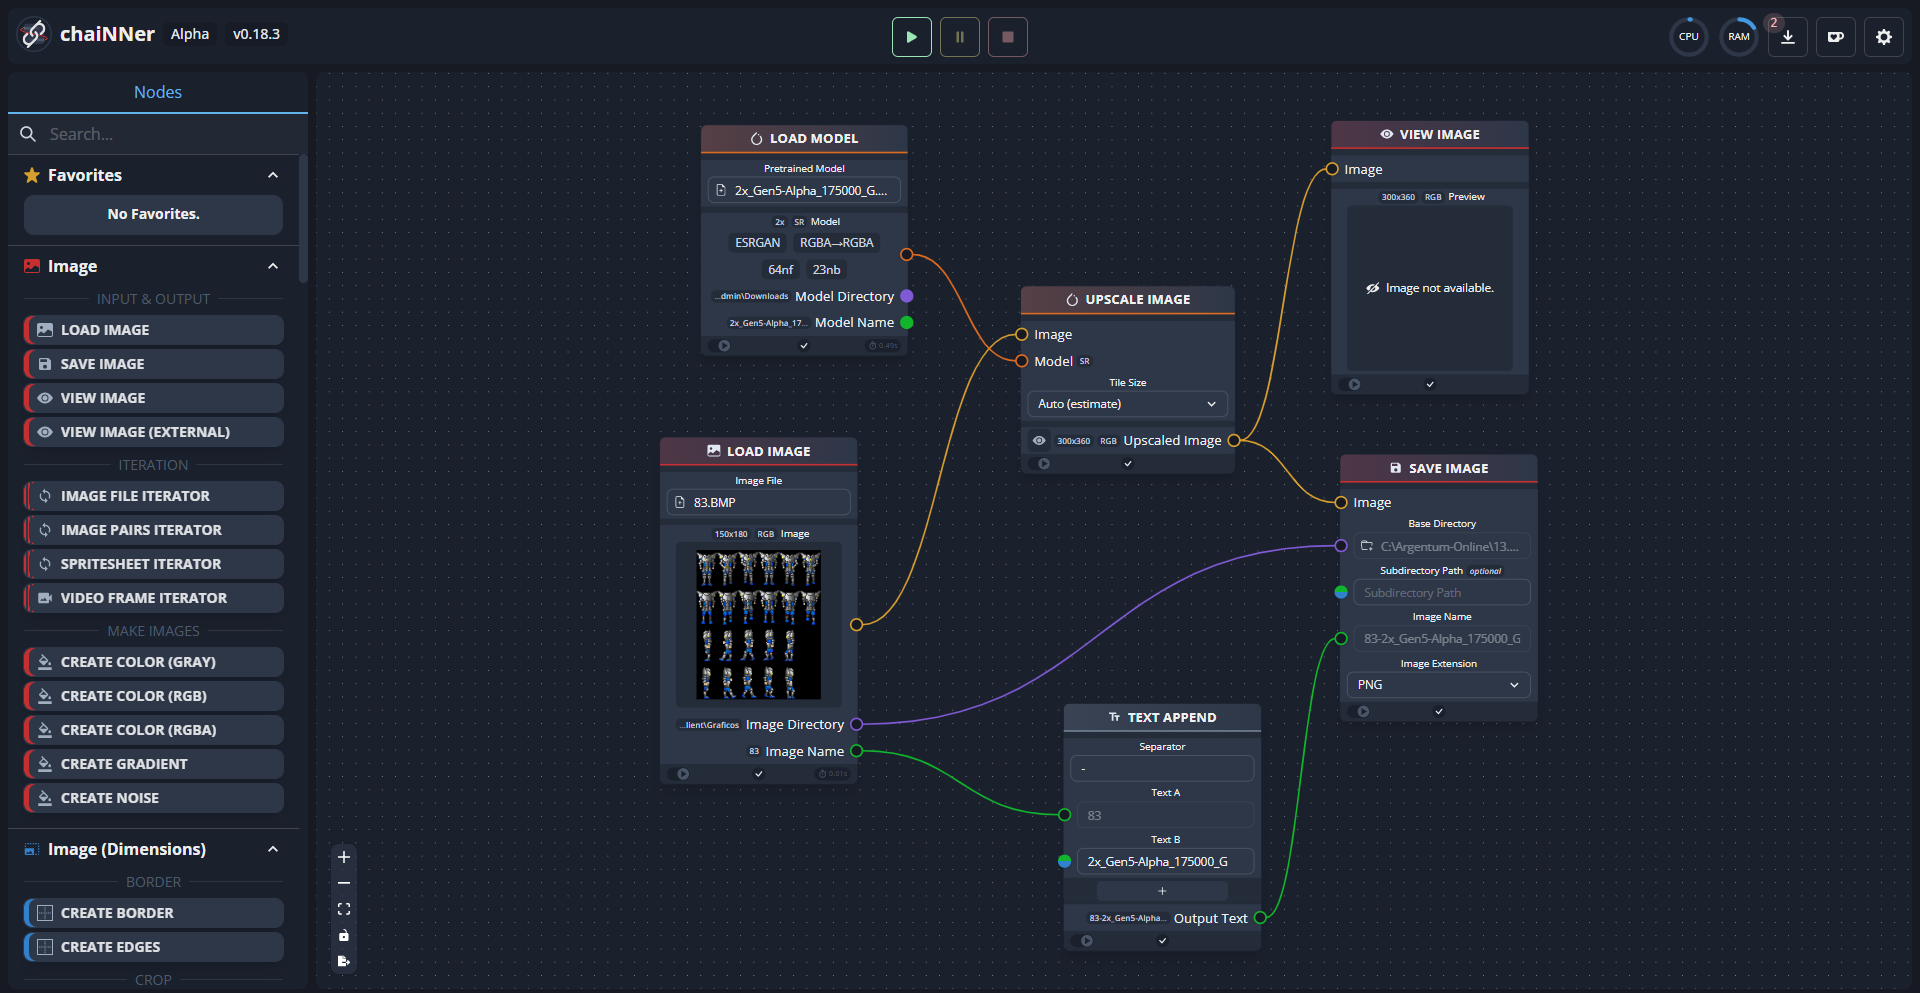 chaiNNer Alpha v0.18.3
CPU
RAM
2
Nodes
Search...
Favorites
No Favorites.
Image
INPUT & OUTPUT
LOAD IMAGE
SAVE IMAGE
VIEW IMAGE
VIEW IMAGE (EXTERNAL)
ITERATION
IMAGE FILE ITERATOR
IMAGE PAIRS ITERATOR
SPRITESHEET ITERATOR
VIDEO FRAME ITERATOR
MAKE IMAGES
CREATE COLOR (GRAY)
CREATE COLOR (RGB)
CREATE COLOR (RGBA)
CREATE GRADIENT
CREATE NOISE
Image (Dimensions)
BORDER
CREATE BORDER
CREATE EDGES
CROP
LOAD MODEL
Pretrained Model
2x_Gen5-Alpha_175000_G....
2x SR Model
ESRGAN RGBA→RGBA
64nf 23nb
...dmin\Downloads Model Directory
2x_Gen5-Alpha_17... Model Name
0.49s
LOAD IMAGE
Image File
83.BMP
150x180 RGB Image
...lient\Graficos Image Directory
83 Image Name
0.01s
UPSCALE IMAGE
Image
Model SR
Tile Size
Auto (estimate)
300x360 RGB Upscaled Image
TEXT APPEND
Separator
-
Text A
83
Text B
2x_Gen5-Alpha_175000_G
+
83-2x_Gen5-Alpha... Output Text
VIEW IMAGE
Image
300x360 RGB Preview
Image not available.
SAVE IMAGE
Image
Base Directory
C:\Argentum-Online\13....
Subdirectory Path optional
Subdirectory Path
Image Name
83-2x_Gen5-Alpha_175000_G
Image Extension
PNG